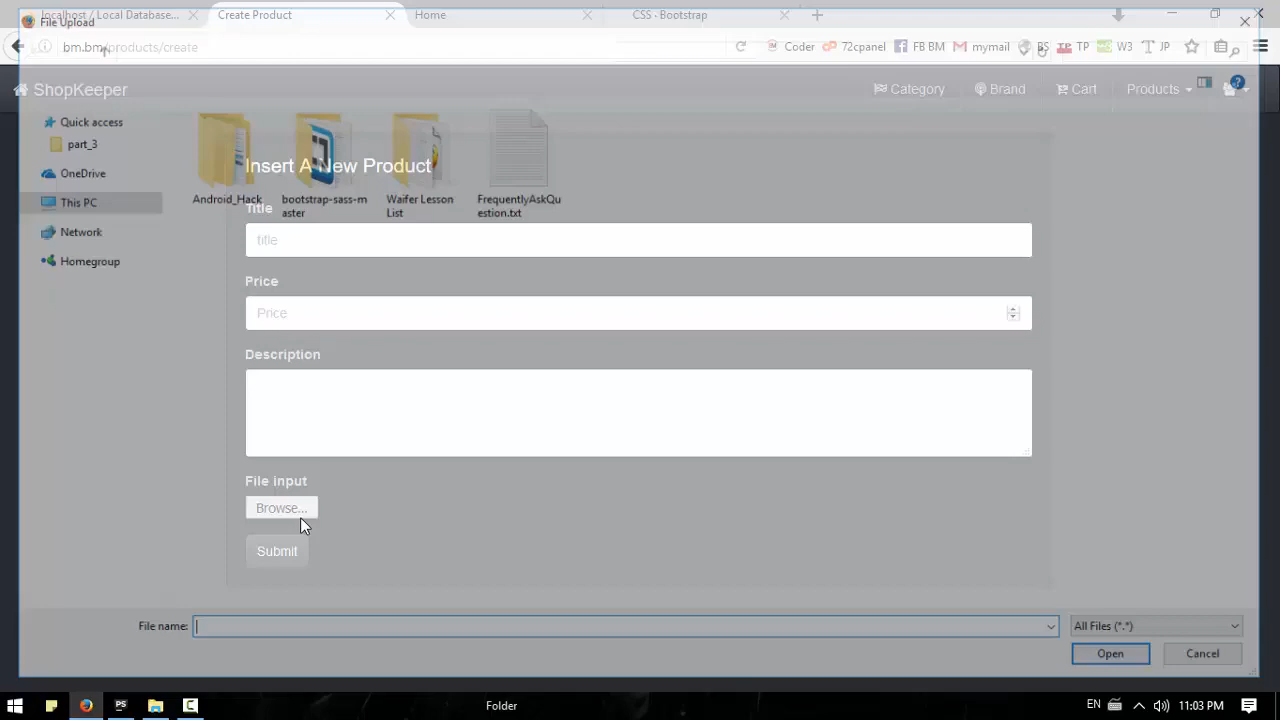 localhost / Local Database...
Create Product
Home
CSS · Bootstrap
File Upload
bm.bm/products/create
Coder
72cpanel
FB BM
mymail
TP
W3
JP
ShopKeeper
Category
Brand
Cart
Products
Quick access
part_3
OneDrive
This PC
Network
Homegroup
Android_Hack
bootstrap-sass-m
aster
Waifer Lesson
List
FrequentlyAskQu
estion.txt
Insert A New Product
Title
title
Price
Price
Description
File input
Browse...
Submit
File name:
All Files (*.*)
Open
Cancel
Folder
EN
11:03 PM